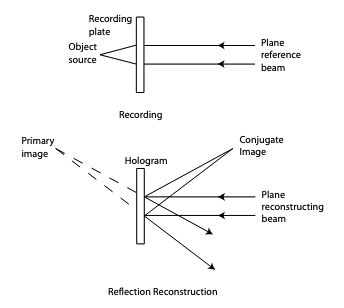 Recording
plate
Object
source
Plane
reference
beam
Recording
Primary
image
Conjugate
Image
Hologram
Plane
reconstructing
beam
Reflection Reconstruction